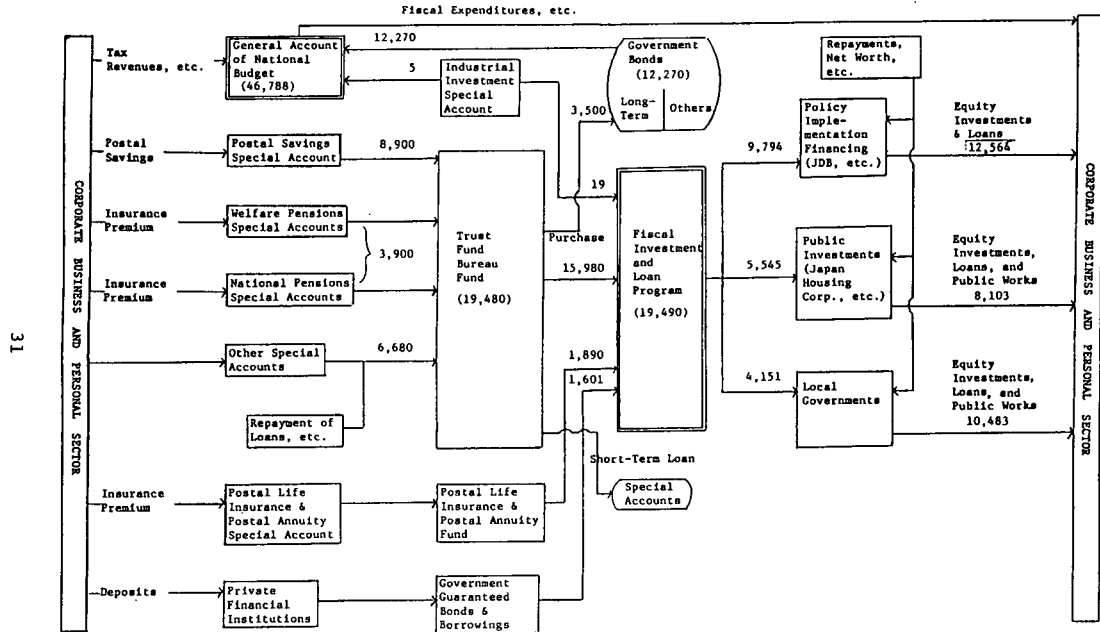 Fiscal Expenditures, etc.
Tax
Revenues, etc.
General Account
of National
Budget
(46,788)
12,270
5
Industrial
Investment
Special
Account
Government
Bonds
(12,270)
Long-
Term
Others
3,500
Repayments,
Net Worth,
etc.
Policy
Imple-
mentation
Financing
(JDB, etc.)
9,794
Equity
Investments
& Loans
12,564
Postal
Savings
Postal Savings
Special Account
8,900
19
Insurance
Premium
Welfare Pensions
Special Accounts
3,900
Insurance
Premium
National Pensions
Special Accounts
Trust
Fund
Bureau
Fund
(19,480)
Purchase
15,980
Fiscal
Investment
and
Loan
Program
(19,490)
5,545
Public
Investments
(Japan
Housing
Corp., etc.)
Equity
Investments,
Loans, and
Public Works
8,103
Other Special
Accounts
6,680
Repayment of
Loans, etc.
1,890
1,601
4,151
Local
Governments
Equity
Investments,
Loans, and
Public Works
10,483
Short-Term Loan
Special
Accounts
Insurance
Premium
Postal Life
Insurance &
Postal Annuity
Special Account
Postal Life
Insurance &
Postal Annuity
Fund
Deposits
Private
Financial
Institutions
Government
Guaranteed
Bonds &
Borrowings
CORPORATE BUSINESS AND PERSONAL SECTOR
CORPORATE BUSINESS AND PERSONAL SECTOR
31